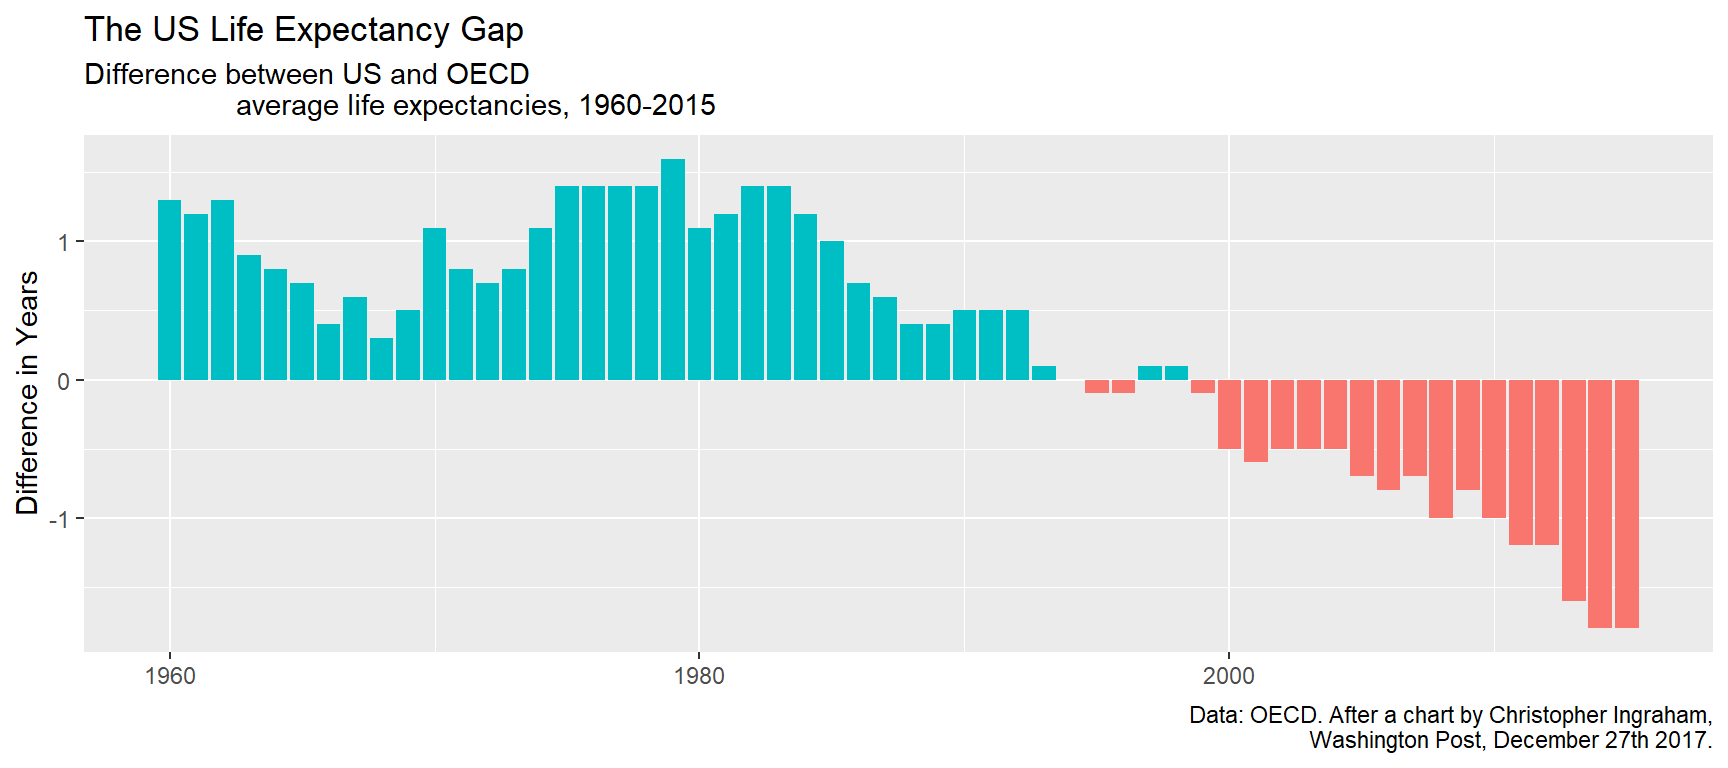 The US Life Expectancy Gap
Difference between US and OECD
average life expectancies, 1960-2015
Difference in Years
1
0
-1
1960
1980
2000
Data: OECD. After a chart by Christopher Ingraham,
Washington Post, December 27th 2017.